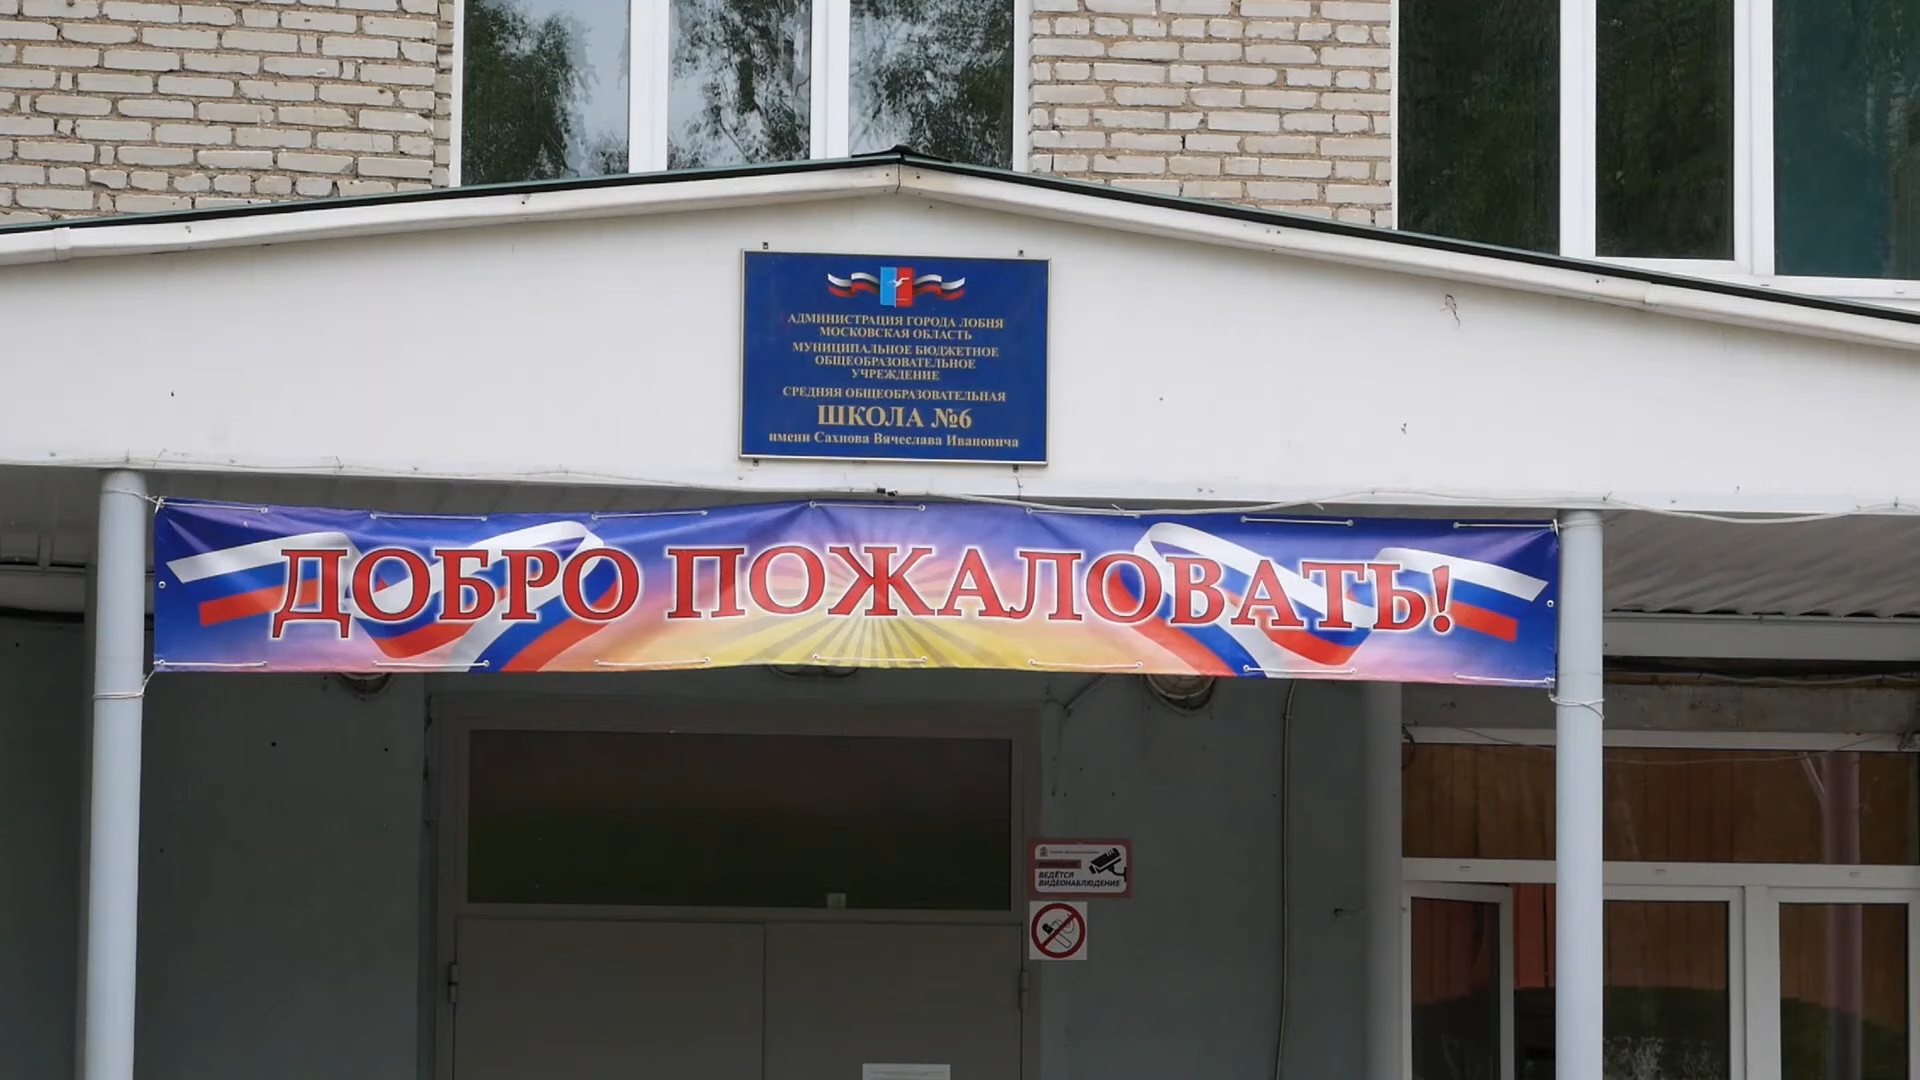 АДМИНИСТРАЦИЯ ГОРОДА ЛОБНЯ
МОСКОВСКАЯ ОБЛАСТЬ
МУНИЦИПАЛЬНОЕ БЮДЖЕТНОЕ
ОБЩЕОБРАЗОВАТЕЛЬНОЕ
УЧРЕЖДЕНИЕ
СРЕДНЯЯ ОБЩЕОБРАЗОВАТЕЛЬНАЯ
ШКОЛА №6
имени Сахнова Вячеслава Ивановича
ДОБРО ПОЖАЛОВАТЬ!
ВЕДЁТСЯ
ВИДЕОНАБЛЮДЕНИЕ